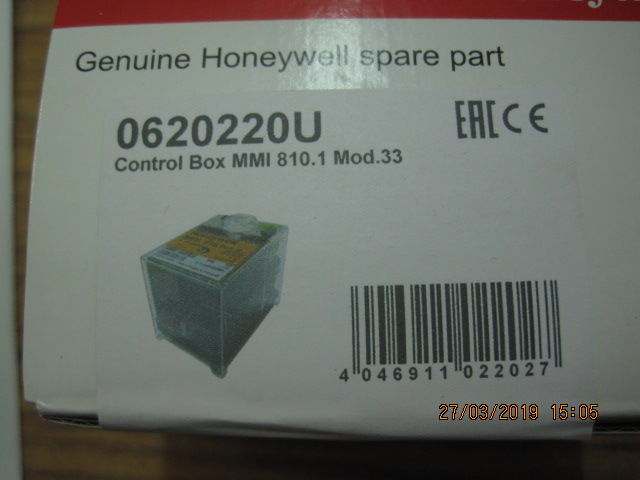 Genuine Honeywell spare part
0620220U
EAC CE
Control Box MMI 810.1 Mod.33
4 046911 022027
27/03/2019 15:05